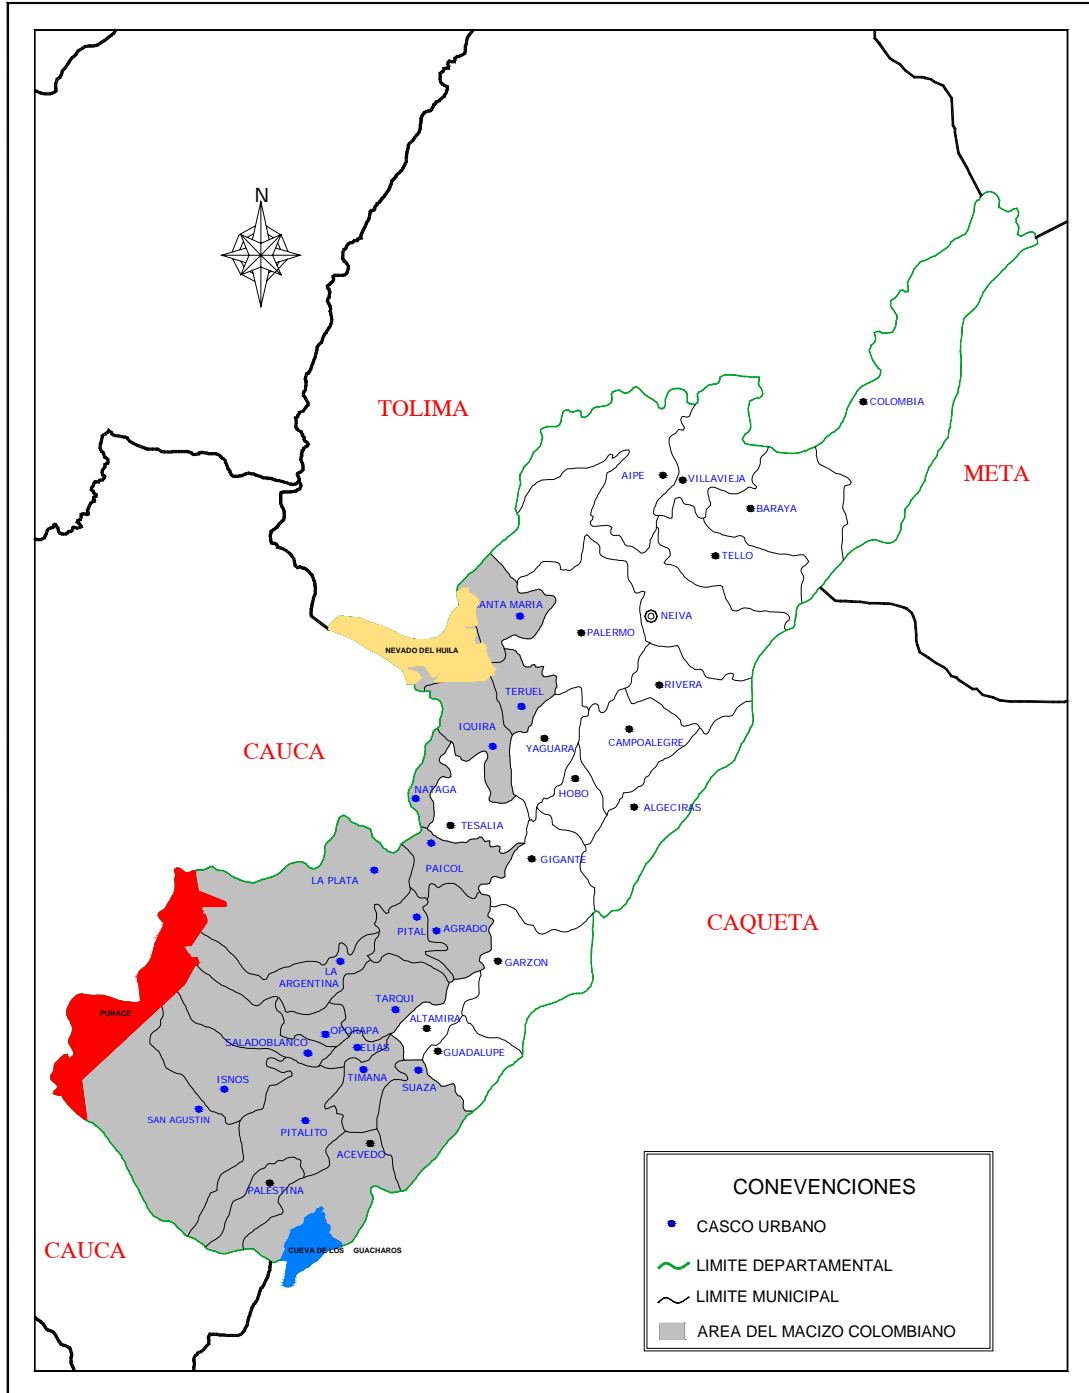 N
TOLIMA
COLOMBIA
META
AIPE
VILLAVIEJA
BARAYA
TELLO
ANTA MARIA
NEIVA
PALERMO
NEVADO DEL HUILA
RIVERA
TERUEL
IQUIRA
CAUCA
YAGUARA
CAMPOALEGRE
NATAGA
HOBO
ALGECIRAS
TESALIA
GIGANTE
PAICOL
LA PLATA
CAQUETA
PITAL
AGRADO
GARZON
LA
ARGENTINA
TARQUI
PURACE
ALTAMIRA
OPORAPA
SALADOBLANCO
ELIAS
GUADALUPE
TIMANA
SUAZA
ISNOS
SAN AGUSTIN
PITALITO
ACEVEDO
PALESTINA
CAUCA
CUEVA DE LOS GUACHAROS
CONEVENCIONES
CASCO URBANO
LIMITE DEPARTAMENTAL
LIMITE MUNICIPAL
AREA DEL MACIZO COLOMBIANO